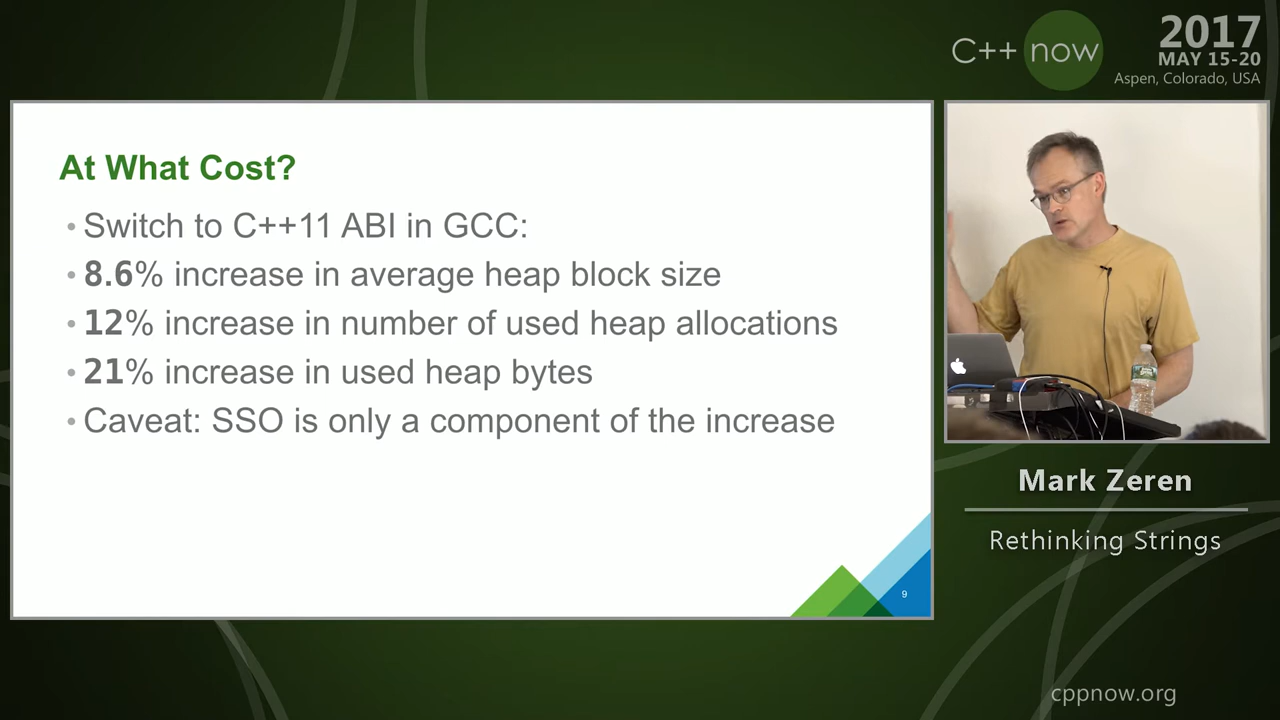 C++ now
2017
MAY 15-20
Aspen, Colorado, USA
At What Cost?
• Switch to C++11 ABI in GCC:
• 8.6% increase in average heap block size
• 12% increase in number of used heap allocations
• 21% increase in used heap bytes
• Caveat: SSO is only a component of the increase
9
Mark Zeren
Rethinking Strings
cppnow.org